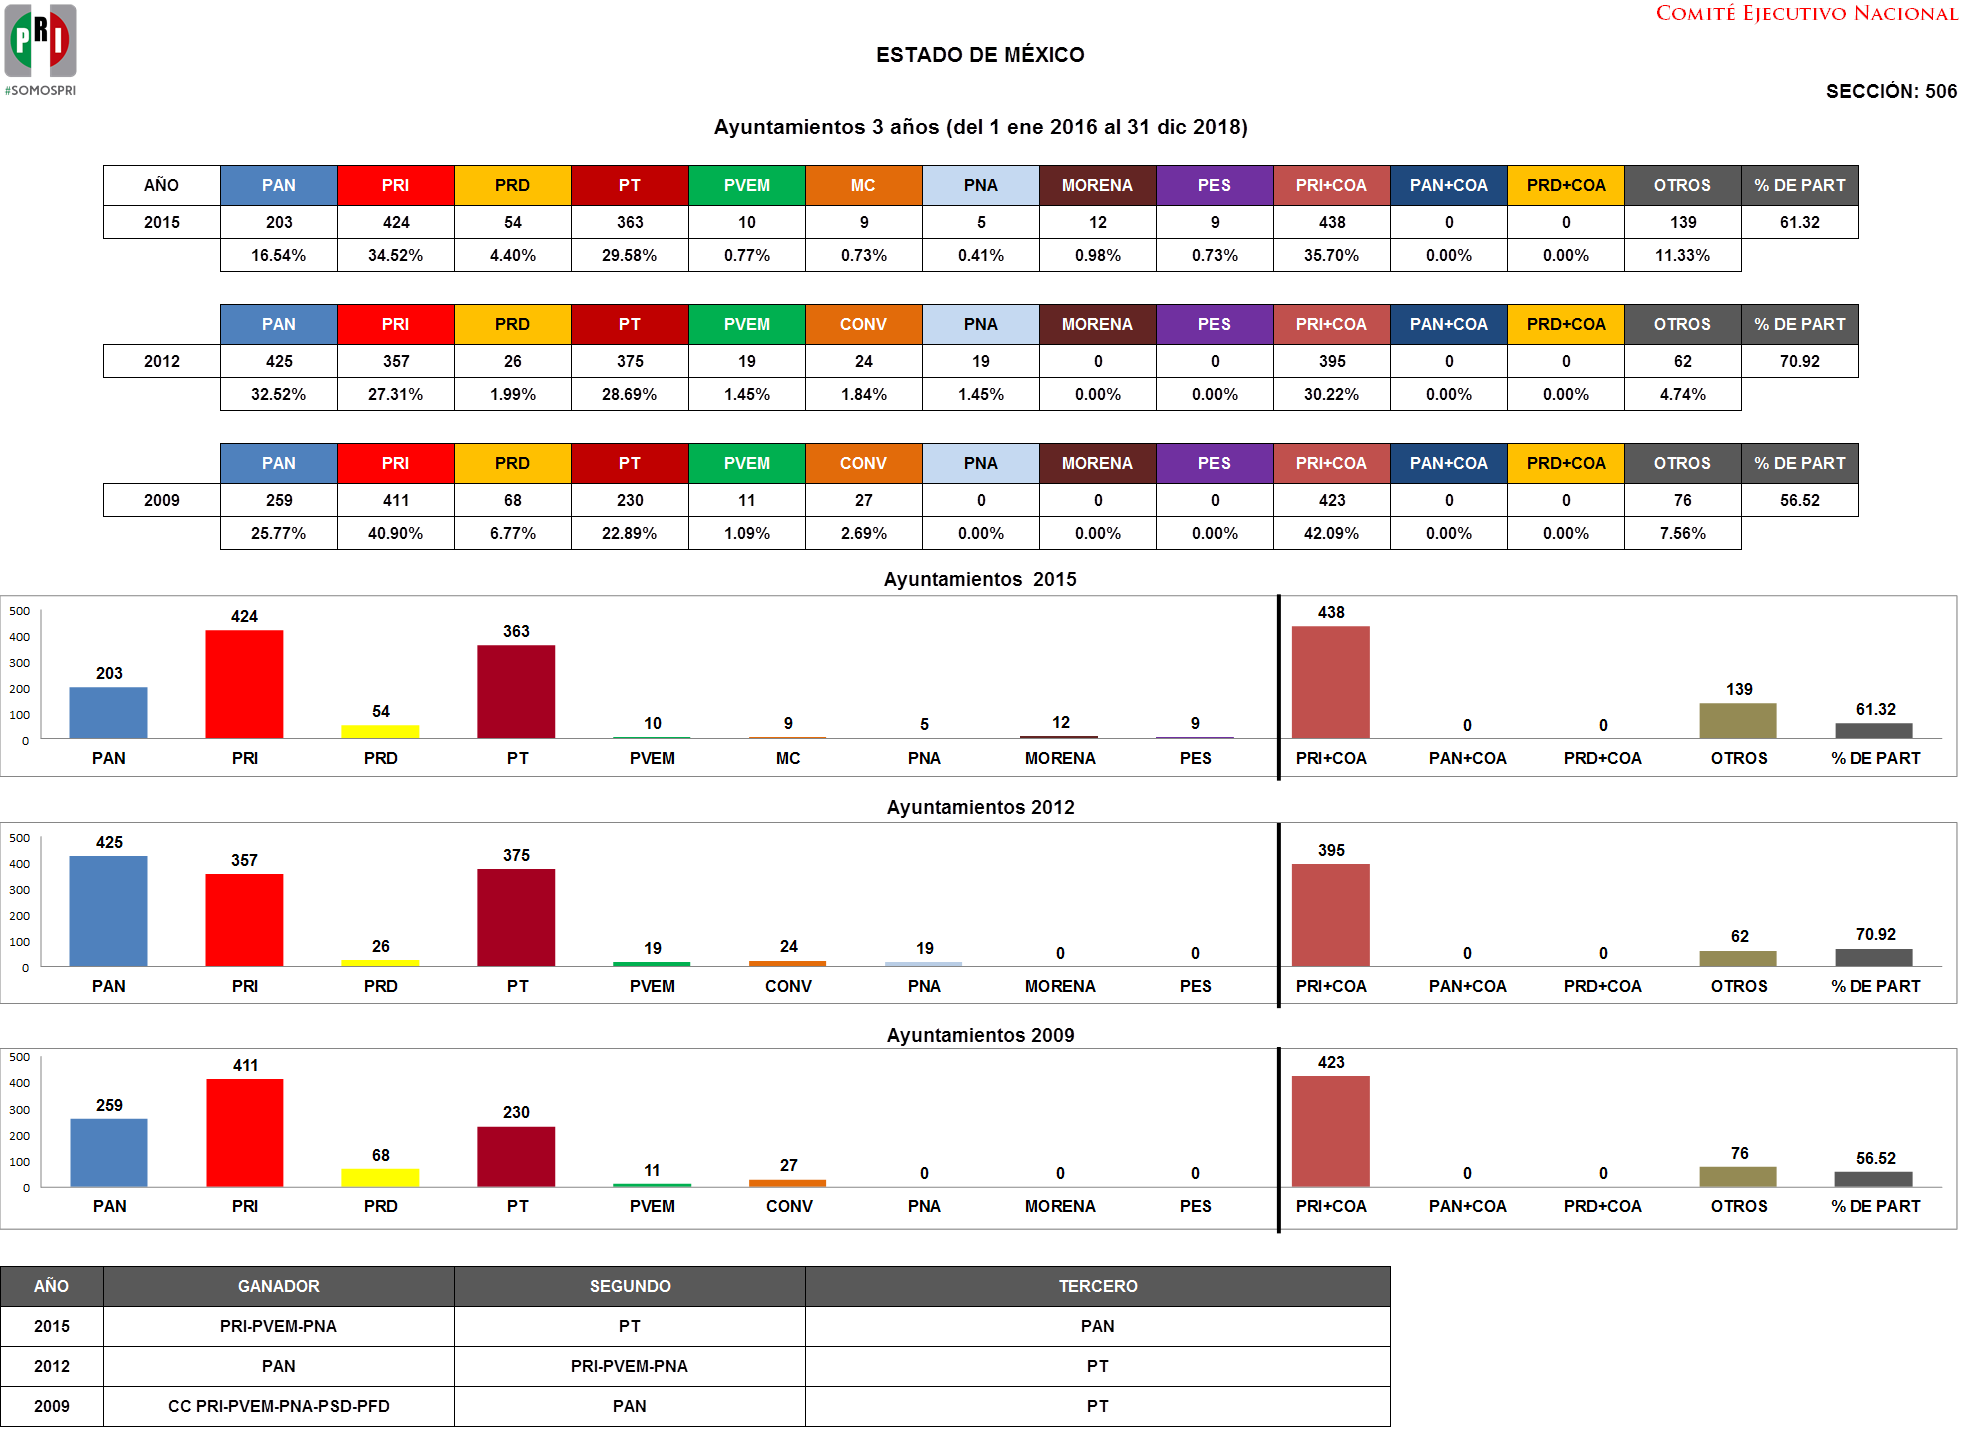 PRI
#SOMOSPRI
COMITÉ EJECUTIVO NACIONAL
ESTADO DE MÉXICO
SECCIÓN: 506
Ayuntamientos 3 años (del 1 ene 2016 al 31 dic 2018)
AÑO PAN PRI PRD PT PVEM MC PNA MORENA PES PRI+COA PAN+COA PRD+COA OTROS % DE PART
2015 203 424 54 363 10 9 5 12 9 438 0 0 139 61.32
16.54% 34.52% 4.40% 29.58% 0.77% 0.73% 0.41% 0.98% 0.73% 35.70% 0.00% 0.00% 11.33%
PAN PRI PRD PT PVEM CONV PNA MORENA PES PRI+COA PAN+COA PRD+COA OTROS % DE PART
2012 425 357 26 375 19 24 19 0 0 395 0 0 62 70.92
32.52% 27.31% 1.99% 28.69% 1.45% 1.84% 1.45% 0.00% 0.00% 30.22% 0.00% 0.00% 4.74%
PAN PRI PRD PT PVEM CONV PNA MORENA PES PRI+COA PAN+COA PRD+COA OTROS % DE PART
2009 259 411 68 230 11 27 0 0 0 423 0 0 76 56.52
25.77% 40.90% 6.77% 22.89% 1.09% 2.69% 0.00% 0.00% 0.00% 42.09% 0.00% 0.00% 7.56%
Ayuntamientos 2015
500
400
300
200
100
0
203 424 54 363 10 9 5 12 9 438 0 0 139 61.32
PAN PRI PRD PT PVEM MC PNA MORENA PES PRI+COA PAN+COA PRD+COA OTROS % DE PART
Ayuntamientos 2012
500
400
300
200
100
0
425 357 26 375 19 24 19 0 0 395 0 0 62 70.92
PAN PRI PRD PT PVEM CONV PNA MORENA PES PRI+COA PAN+COA PRD+COA OTROS % DE PART
Ayuntamientos 2009
500
400
300
200
100
0
259 411 68 230 11 27 0 0 0 423 0 0 76 56.52
PAN PRI PRD PT PVEM CONV PNA MORENA PES PRI+COA PAN+COA PRD+COA OTROS % DE PART
AÑO GANADOR SEGUNDO TERCERO
2015 PRI-PVEM-PNA PT PAN
2012 PAN PRI-PVEM-PNA PT
2009 CC PRI-PVEM-PNA-PSD-PFD PAN PT